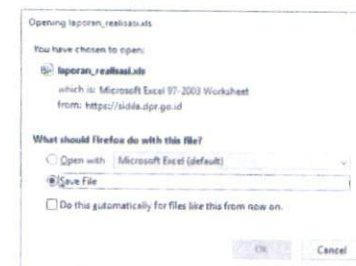 Opening laporan_realisasi.xls
You have chosen to open:
laporan_realisasi.xls
which is: Microsoft Excel 97-2003 Worksheet
from: https://sidda.dpr.go.id
What should Firefox do with this file?
Open with Microsoft Excel (default)
Save File
Do this automatically for files like this from now on.
OK Cancel